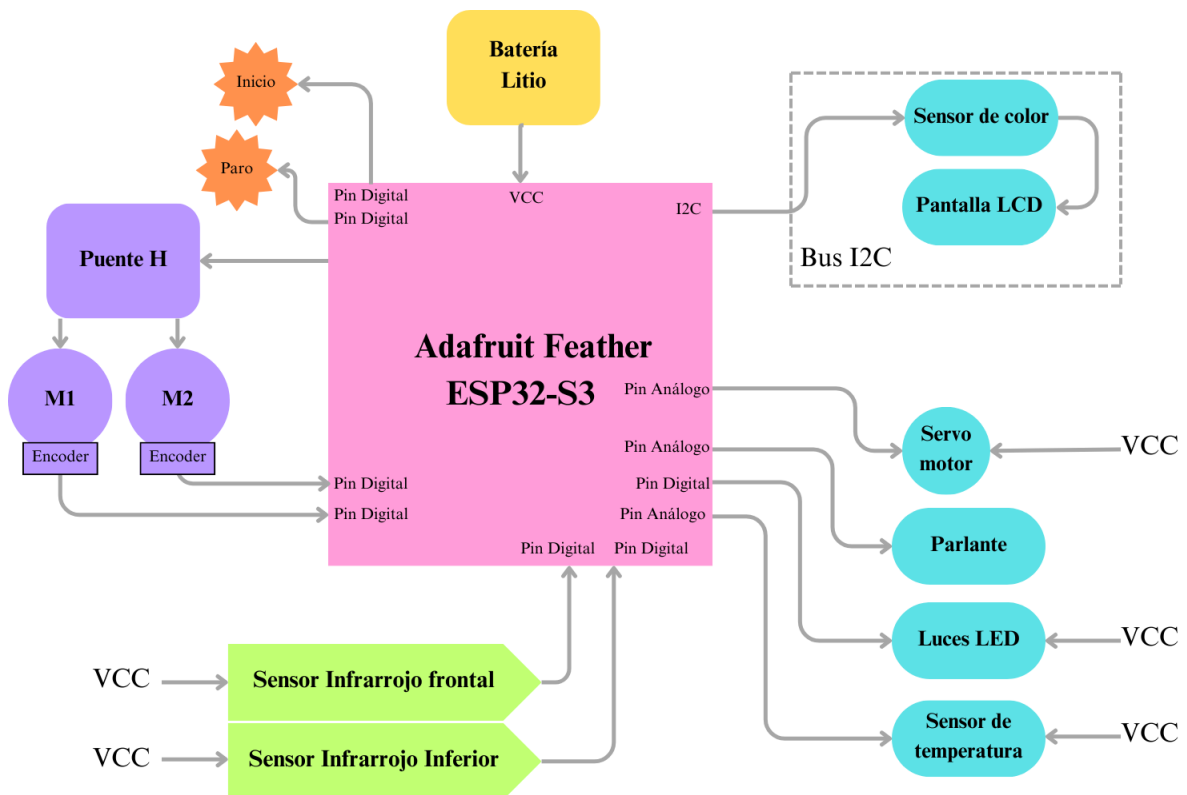 Batería
Litio
Inicio
Paro
Sensor de color
Pantalla LCD
Bus I2C
Pin Digital
Pin Digital
VCC
I2C
Puente H
M1
M2
Encoder
Encoder
Adafruit Feather
ESP32-S3
Pin Análogo
Pin Análogo
Pin Digital
Pin Análogo
Pin Digital
Pin Digital
Pin Digital
Pin Digital
Servo
motor
VCC
Parlante
Luces LED
VCC
Sensor de
temperatura
VCC
VCC
Sensor Infrarrojo frontal
VCC
Sensor Infrarrojo Inferior